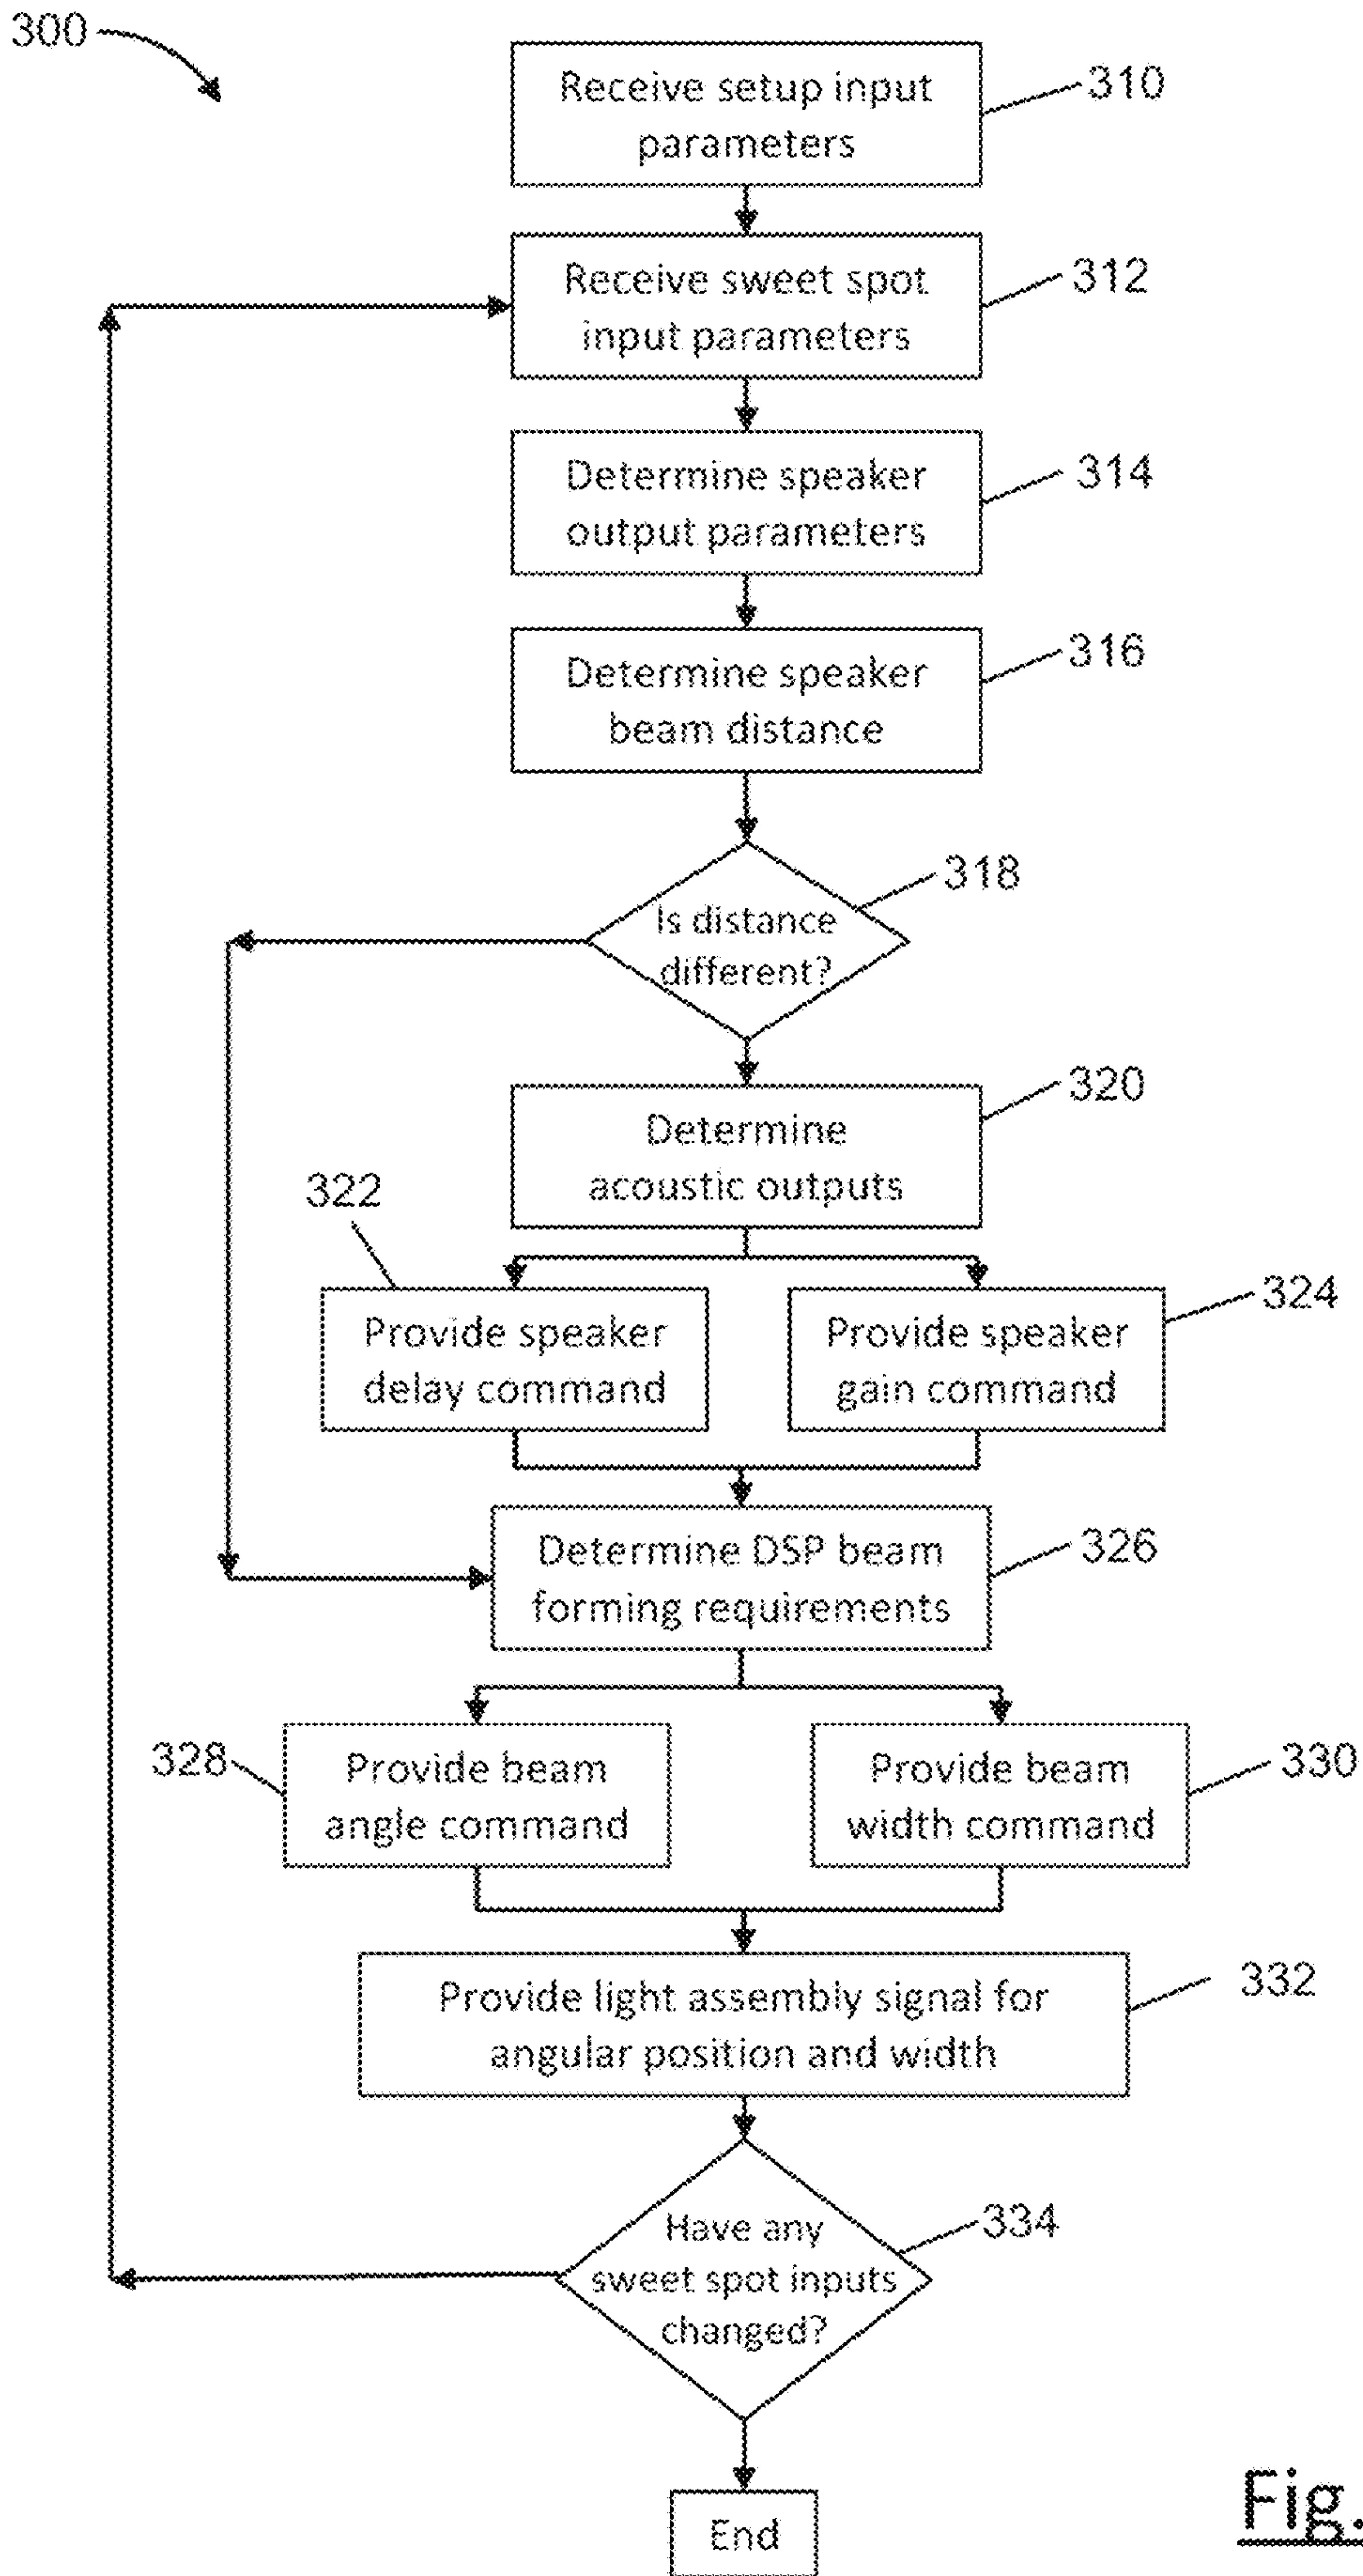 300
Receive setup input
parameters
310
Receive sweet spot
input parameters
312
Determine speaker
output parameters
314
Determine speaker
beam distance
316
Is distance
different?
318
Determine
acoustic outputs
320
322
Provide speaker
delay command
Provide speaker
gain command
324
Determine DSP beam
forming requirements
326
328
Provide beam
angle command
Provide beam
width command
330
Provide light assembly signal for
angular position and width
332
Have any
sweet spot inputs
changed?
334
End
Fig.